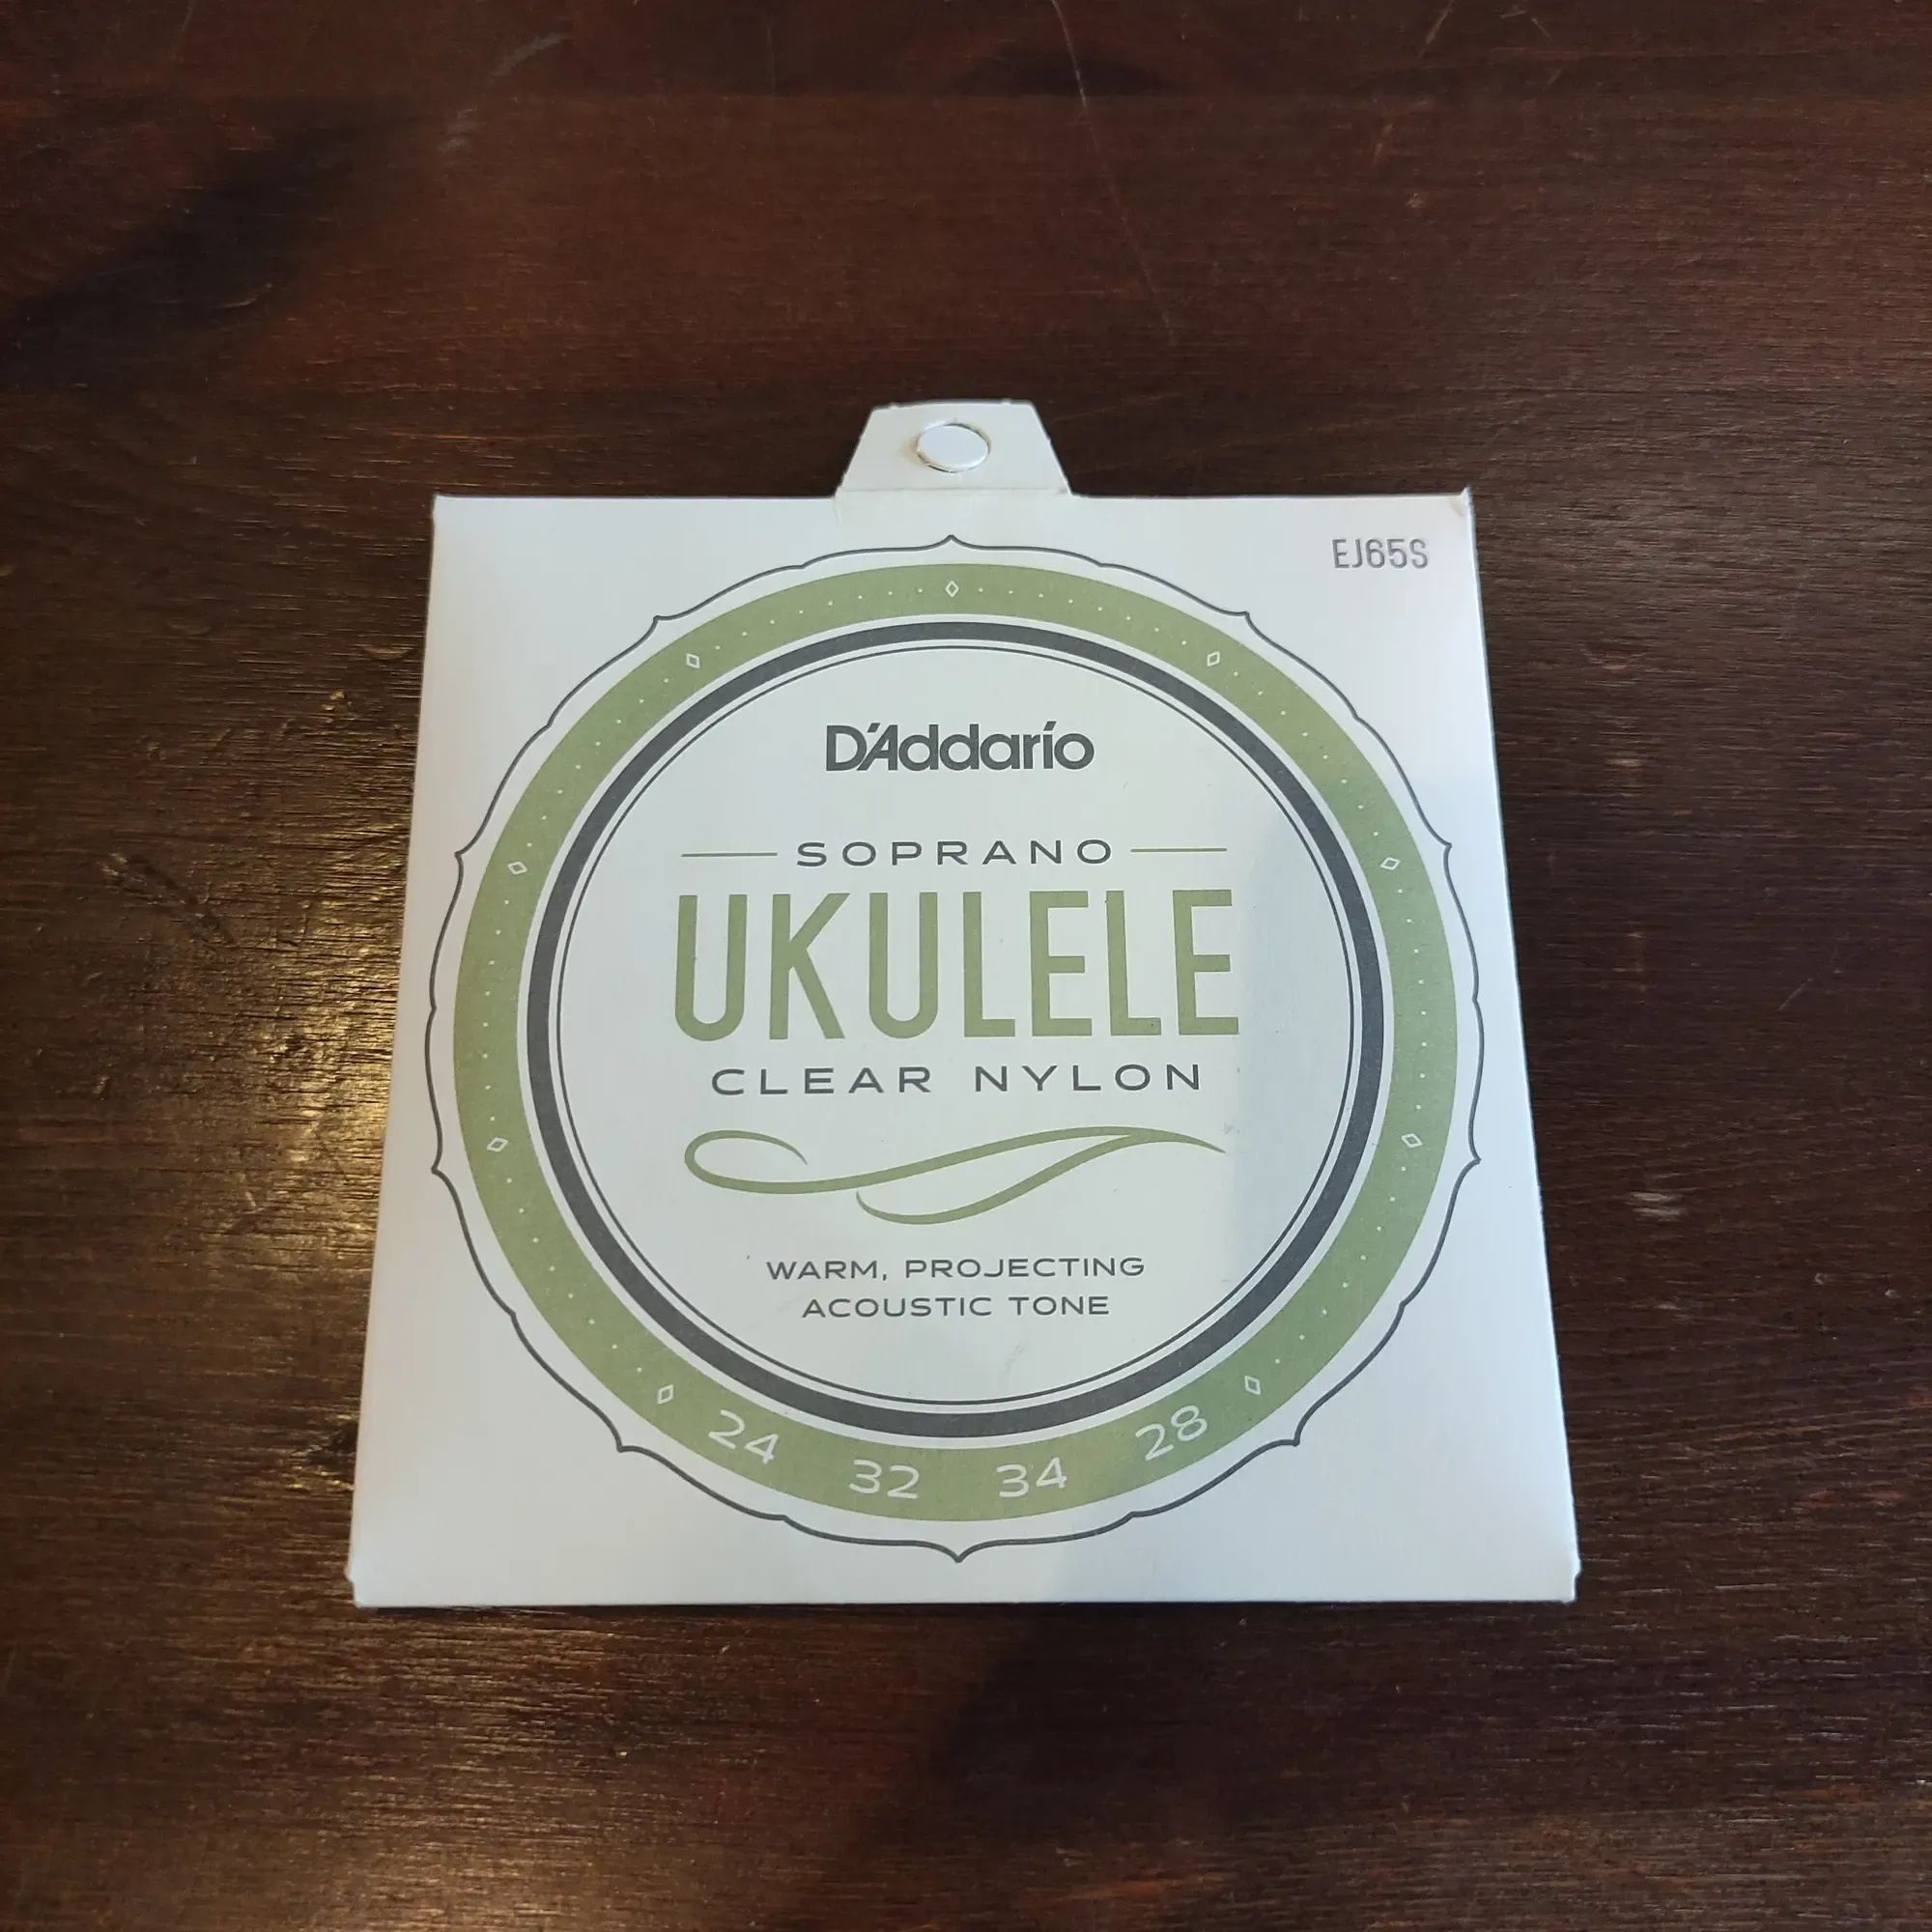 EJ65S
D'Addario
SOPRANO
UKULELE
CLEAR NYLON
WARM, PROJECTING
ACOUSTIC TONE
24 32 34 28